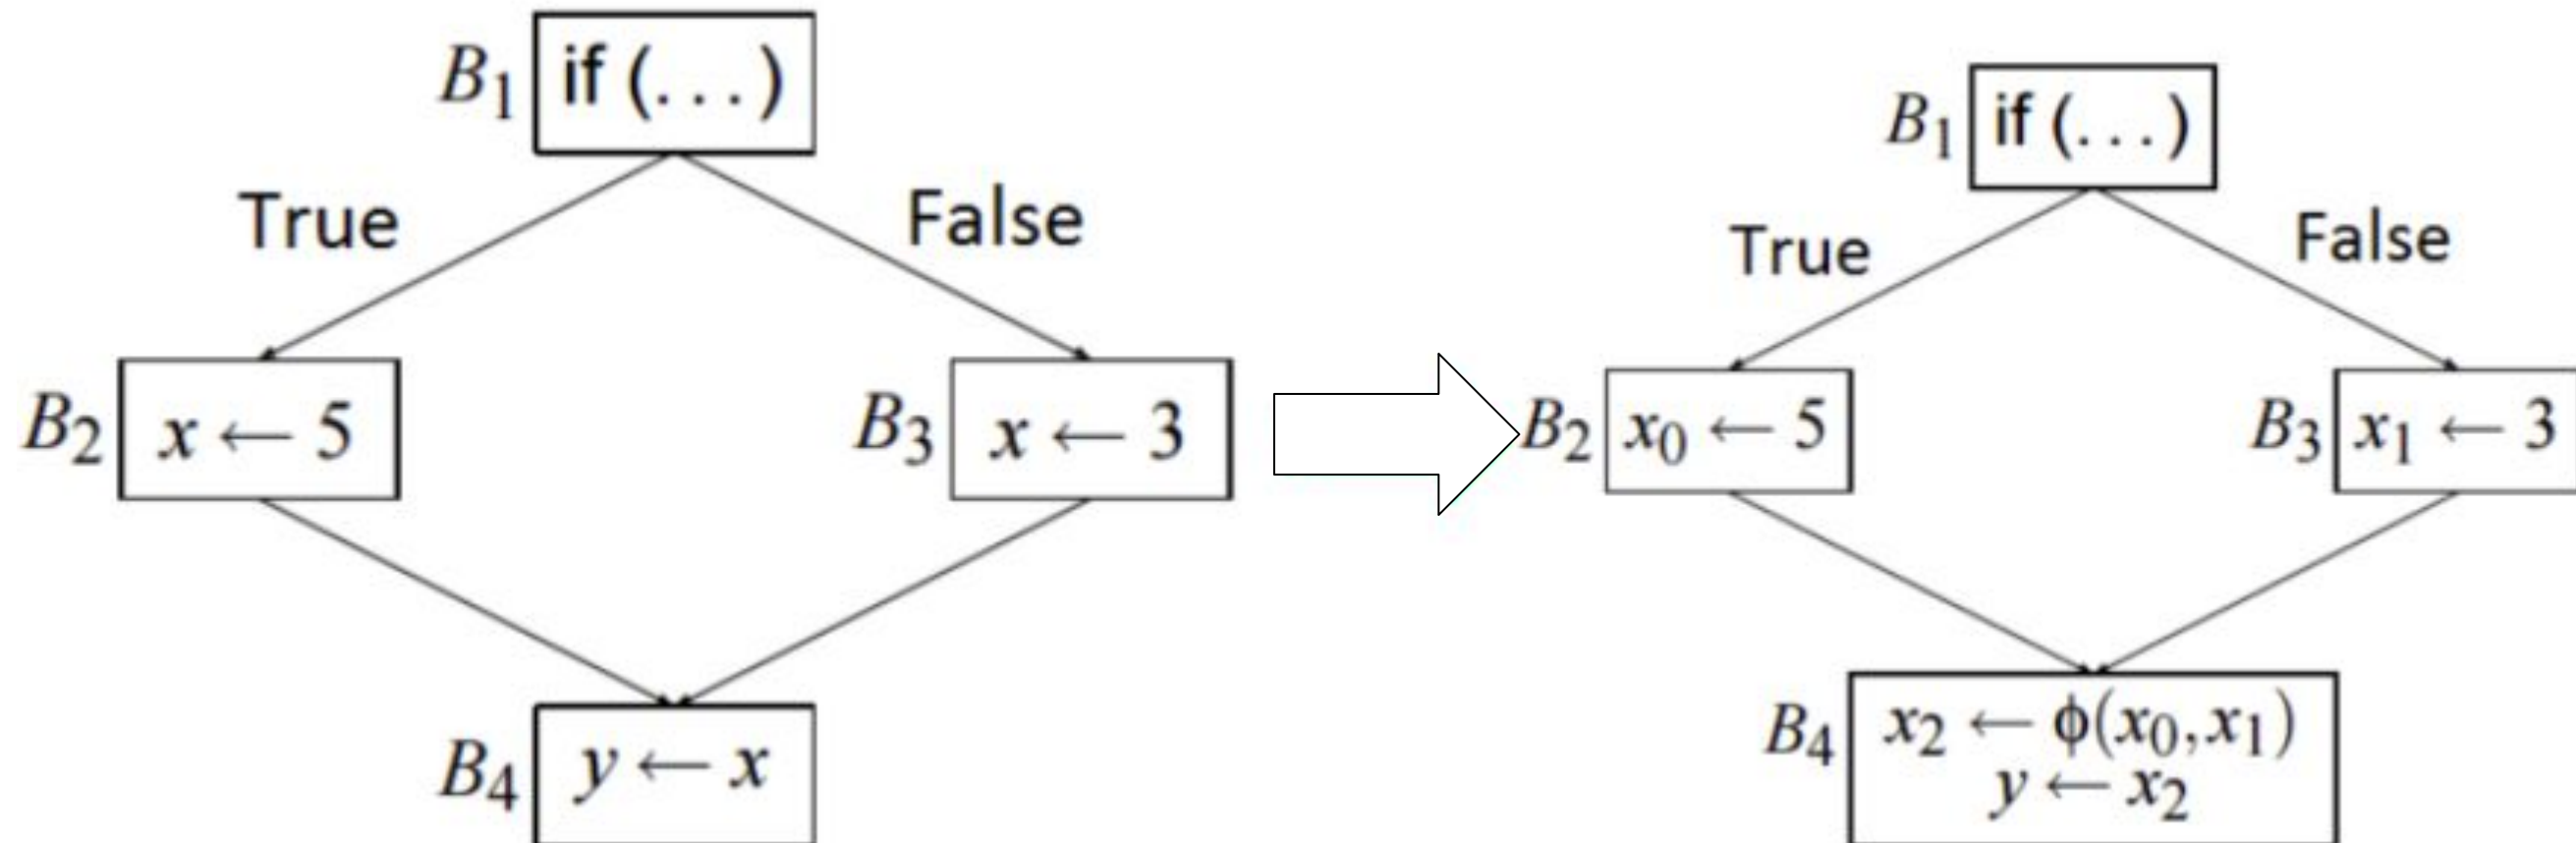 B₁ if (...)
True False
B₂ x ← 5 B₃ x ← 3
B₄ y ← x
B₁ if (...)
True False
B₂ x₀ ← 5 B₃ x₁ ← 3
B₄ x₂ ← ϕ(x₀,x₁)
y ← x₂